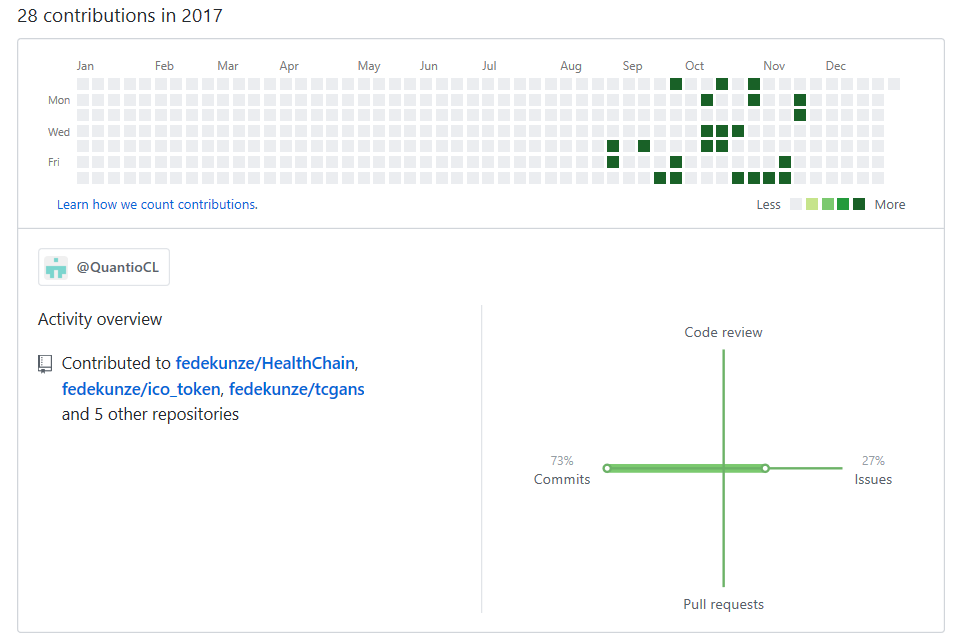 28 contributions in 2017
Jan Feb Mar Apr May Jun Jul Aug Sep Oct Nov Dec
Mon
Wed
Fri
Learn how we count contributions.
Less More
@QuantioCL
Activity overview
Contributed to fedekunze/HealthChain,
fedekunze/ico_token, fedekunze/tcgans
and 5 other repositories
Code review
73%
Commits
27%
Issues
Pull requests